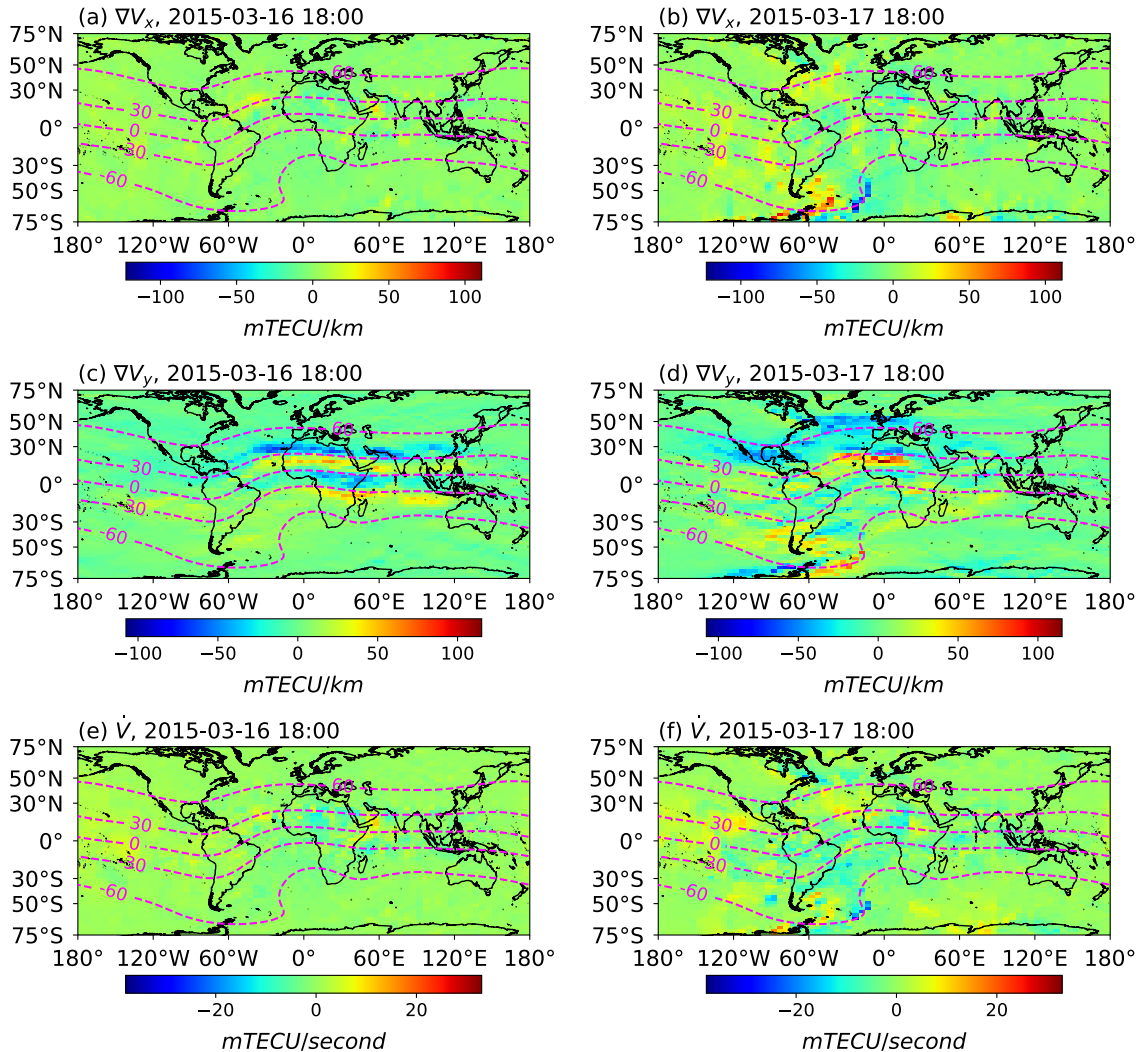 (a) ∇Vx, 2015-03-16 18:00
75°N
50°N
30°N
0°
30°S
50°S
75°S
60
30
0
-30
-60
180° 120°W 60°W 0° 60°E 120°E 180°
−100 −50 0 50 100
mTECU/km
(b) ∇Vx, 2015-03-17 18:00
75°N
50°N
30°N
0°
30°S
50°S
75°S
60
30
0
-30
-60
180° 120°W 60°W 0° 60°E 120°E 180°
−100 −50 0 50 100
mTECU/km
(c) ∇Vy, 2015-03-16 18:00
75°N
50°N
30°N
0°
30°S
50°S
75°S
60
30
0
-30
-60
180° 120°W 60°W 0° 60°E 120°E 180°
−100 −50 0 50 100
mTECU/km
(d) ∇Vy, 2015-03-17 18:00
75°N
50°N
30°N
0°
30°S
50°S
75°S
60
30
0
-30
-60
180° 120°W 60°W 0° 60°E 120°E 180°
−100 −50 0 50 100
mTECU/km
(e) V̇, 2015-03-16 18:00
75°N
50°N
30°N
0°
30°S
50°S
75°S
60
30
0
-30
-60
180° 120°W 60°W 0° 60°E 120°E 180°
−20 0 20
mTECU/second
(f) V̇, 2015-03-17 18:00
75°N
50°N
30°N
0°
30°S
50°S
75°S
60
30
0
-30
-60
180° 120°W 60°W 0° 60°E 120°E 180°
−20 0 20
mTECU/second